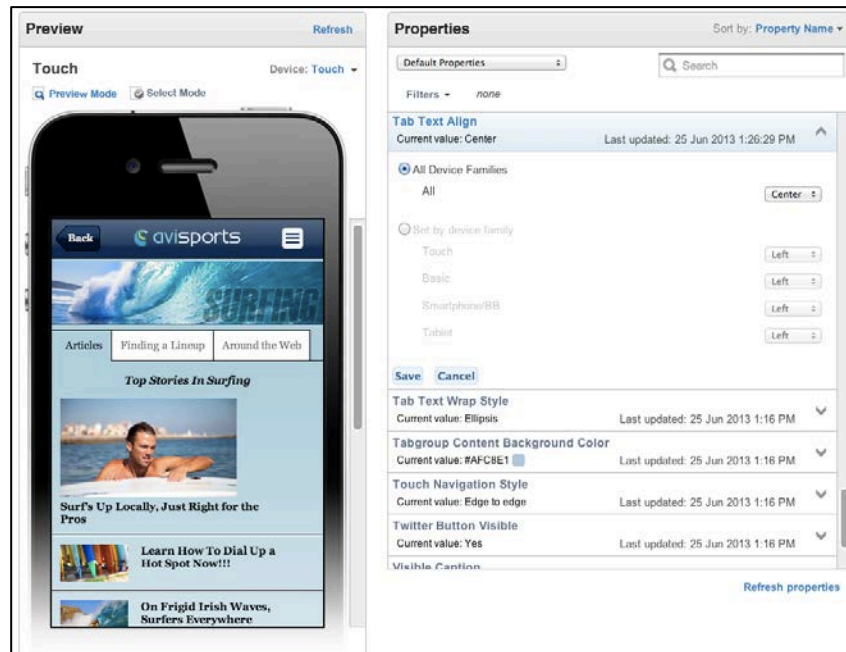 Preview
Refresh
Touch
Device: Touch
Preview Mode
Select Mode
Back
avisports
SURFING
Articles
Finding a Lineup
Around the Web
Top Stories In Surfing
Surf's Up Locally, Just Right for the
Pros
Learn How To Dial Up a
Hot Spot Now!!!
On Frigid Irish Waves,
Surfers Everywhere
Properties
Sort by: Property Name
Default Properties
Search
Filters
none
Tab Text Align
Current value: Center
Last updated: 25 Jun 2013 1:26:29 PM
All Device Families
All
Center
Set by device family
Touch
Left
Basic
Left
Smartphone/BB
Left
Tablet
Left
Save
Cancel
Tab Text Wrap Style
Current value: Ellipsis
Last updated: 25 Jun 2013 1:16 PM
Tabgroup Content Background Color
Current value: #AFC8E1
Last updated: 25 Jun 2013 1:16 PM
Touch Navigation Style
Current value: Edge to edge
Last updated: 25 Jun 2013 1:16 PM
Twitter Button Visible
Current value: Yes
Last updated: 25 Jun 2013 1:16 PM
Visible Caption
Refresh properties